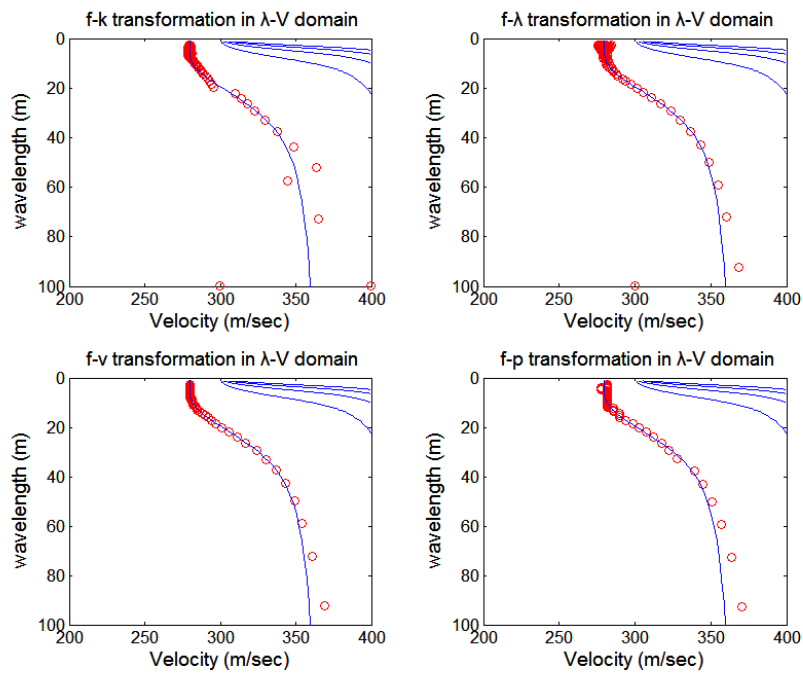 f-k transformation in λ-V domain
0
20
40
60
80
100
wavelength (m)
200 250 300 350 400
Velocity (m/sec)
f-λ transformation in λ-V domain
0
20
40
60
80
100
wavelength (m)
200 250 300 350 400
Velocity (m/sec)
f-v transformation in λ-V domain
0
20
40
60
80
100
wavelength (m)
200 250 300 350 400
Velocity (m/sec)
f-p transformation in λ-V domain
0
20
40
60
80
100
wavelength (m)
200 250 300 350 400
Velocity (m/sec)